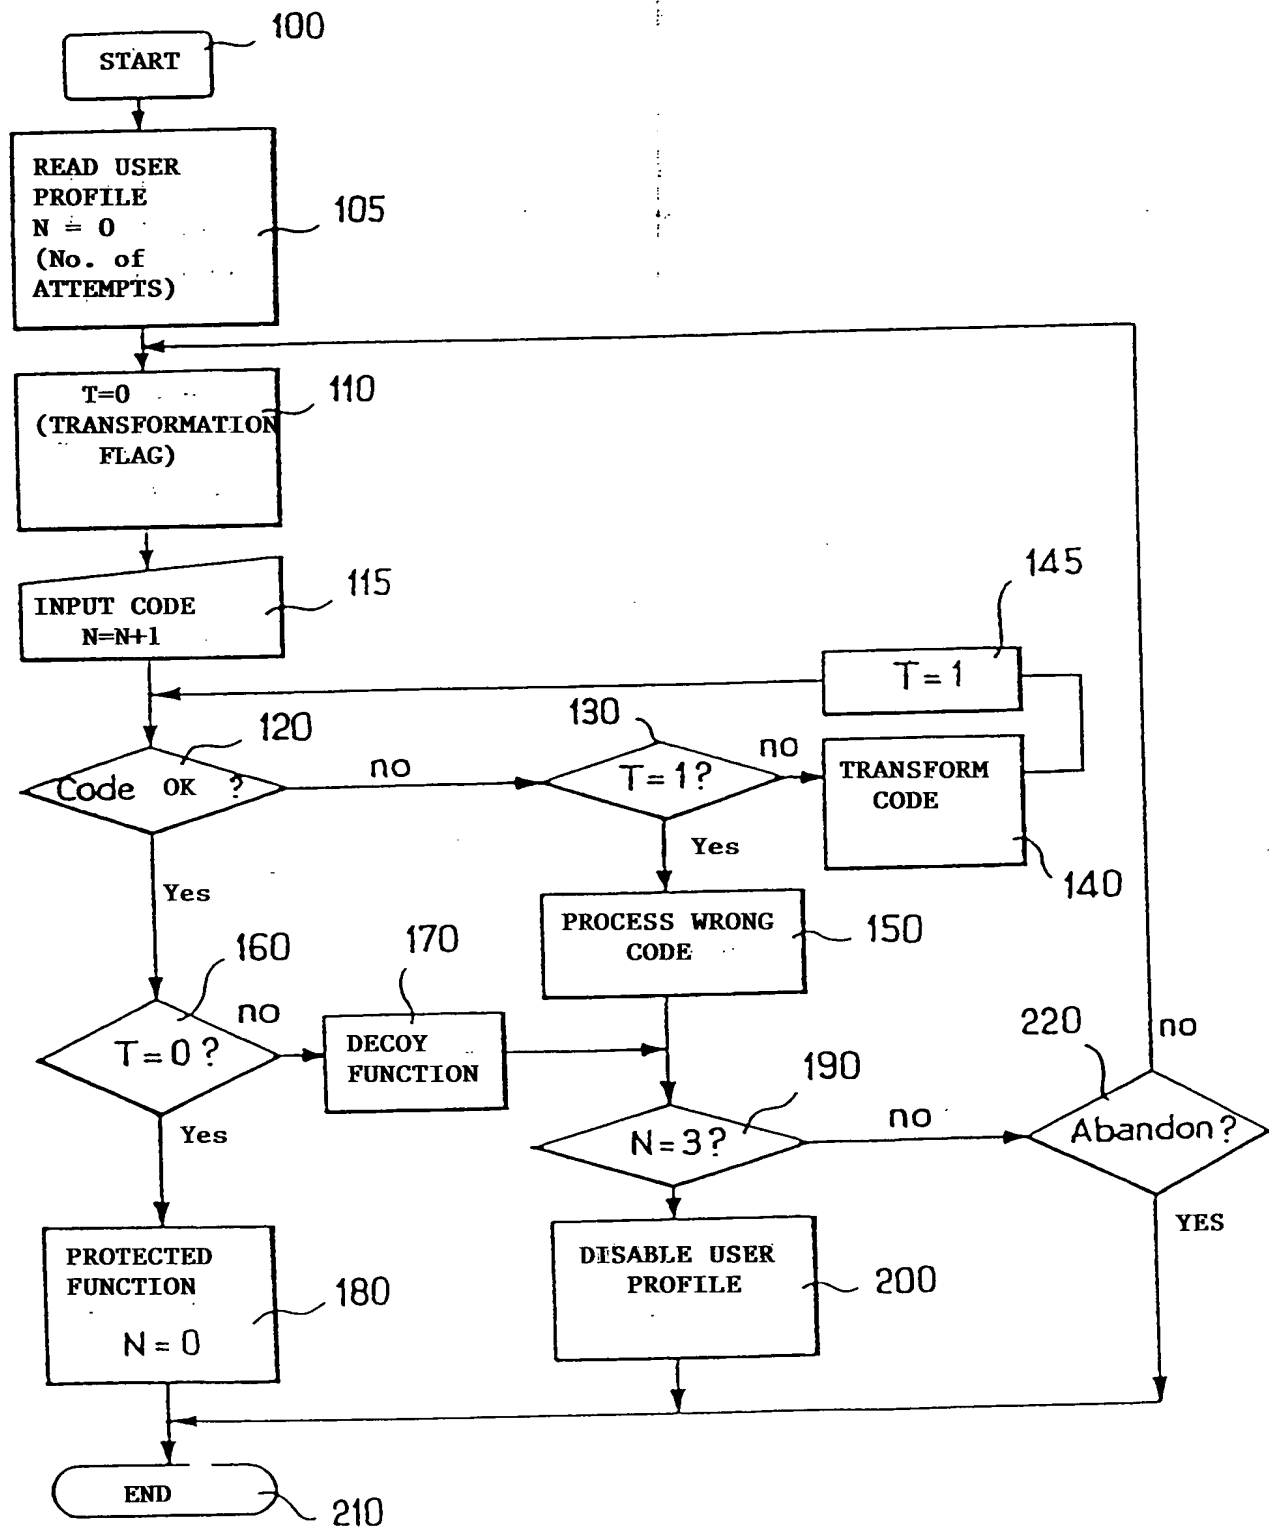 100
START
READ USER
PROFILE
N = 0
(No. of
ATTEMPTS)
105
T=0
(TRANSFORMATION
FLAG)
110
INPUT CODE
N=N+1
115
145
T=1
120
130
no
no
Code OK ?
T=1?
TRANSFORM
CODE
140
Yes
Yes
PROCESS WRONG
CODE
150
160
170
no
T=0?
DECOY
FUNCTION
220
no
190
Yes
N=3?
no
Abandon?
YES
PROTECTED
FUNCTION
N=0
180
DISABLE USER
PROFILE
200
END
210